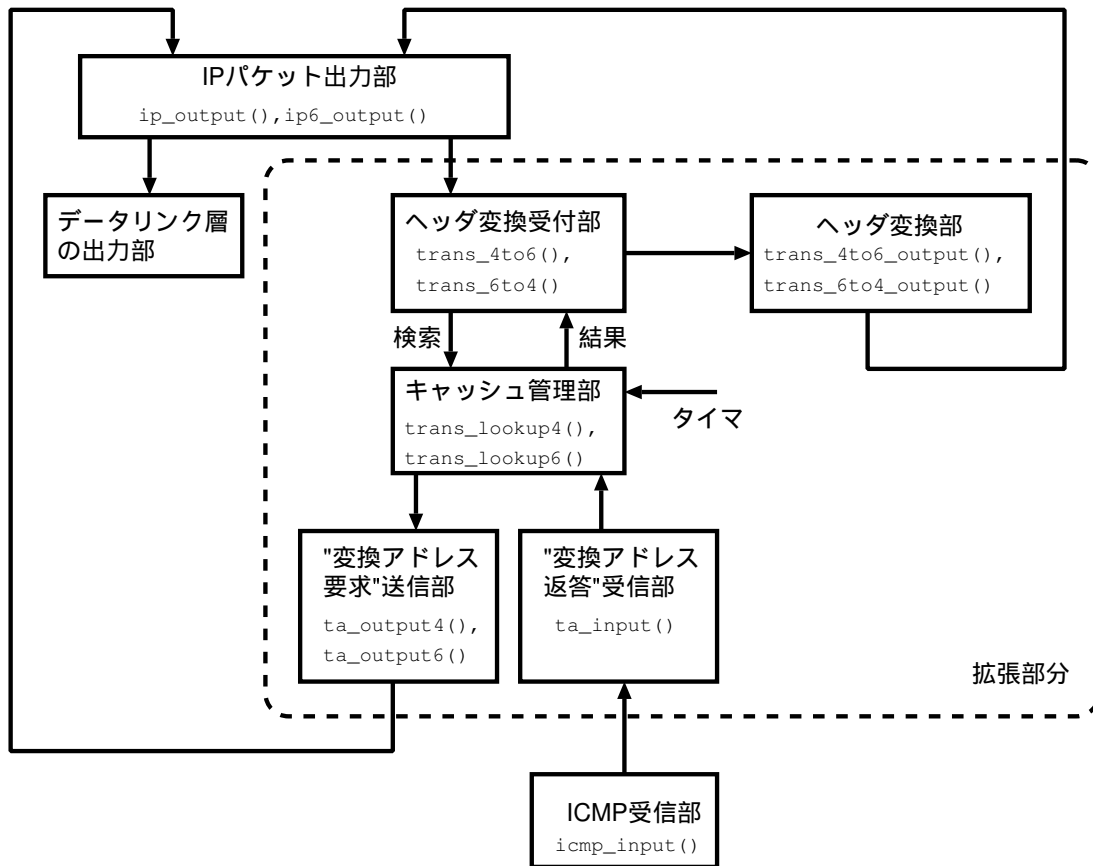 IPパケット出力部
ip_output(),ip6_output()
データリンク層
の出力部
ヘッダ変換受付部
trans_4to6(),
trans_6to4()
ヘッダ変換部
trans_4to6_output(),
trans_6to4_output()
検索
結果
キャッシュ管理部
trans_lookup4(),
trans_lookup6()
タイマ
"変換アドレス
要求"送信部
ta_output4(),
ta_output6()
"変換アドレス
返答"受信部
ta_input()
拡張部分
ICMP受信部
icmp_input()